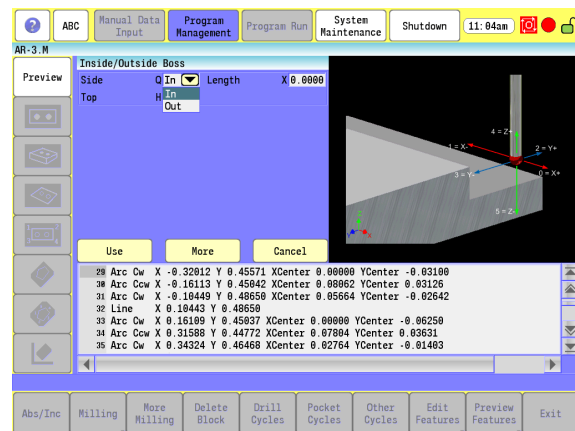 ?
ABC
Manual Data Input
Program Management
Program Run
System Maintenance
Shutdown
11:04am
AR-3.M
Preview
Inside/Outside Boss
Side Q In Length X 0.0000
In
Top H
Out
4 = Z+
1 = X-
2 = Y+
3 = Y-
0 = X+
5 = Z-
Z
Y
X
Use
More
Cancel
29 Arc Cw X -0.32012 Y 0.45571 XCenter 0.00000 YCenter -0.03100
30 Arc Ccw X -0.16113 Y 0.45042 XCenter 0.08062 YCenter 0.03126
31 Arc Cw X -0.10449 Y 0.48650 XCenter 0.05664 YCenter -0.02642
32 Line X 0.10443 Y 0.48650
33 Arc Cw X 0.16109 Y 0.45037 XCenter 0.00000 YCenter -0.06250
34 Arc Ccw X 0.31588 Y 0.44772 XCenter 0.07804 YCenter 0.03631
35 Arc Cw X 0.34324 Y 0.46468 XCenter 0.02764 YCenter -0.01403
Abs/Inc
Milling
More Milling
Delete Block
Drill Cycles
Pocket Cycles
Other Cycles
Edit Features
Preview Features
Exit